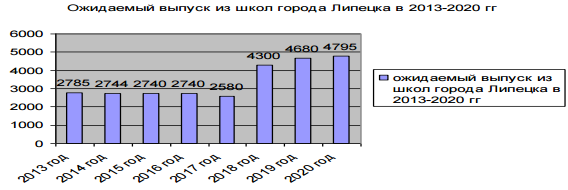 Ожидаемый выпуск из школ города Липецка в 2013-2020 гг
6000
5000
4000
3000
2000
1000
0
2785
2744
2740
2740
2580
4300
4680
4795
2013 год
2014 год
2015 год
2016 год
2017 год
2018 год
2019 год
2020 год
ожидаемый выпуск из
школ города Липецка в
2013-2020 гг